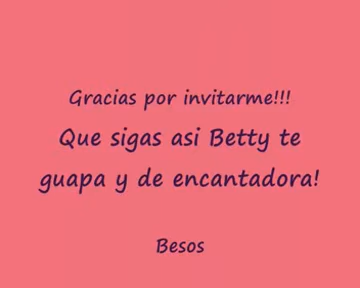 Gracias por invitarme!!!
Que sigas asi Betty te
guapa y de encantadora!
Besos